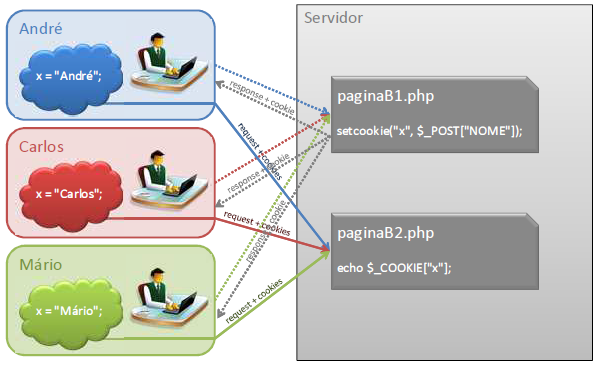 André
x = "André";
Carlos
x = "Carlos";
Mário
x = "Mário";
response + cookie
request + cookies
response + cookie
request + cookies
response + cookie
request + cookies
Servidor
paginaB1.php
setcookie("x", $_POST["NOME"]);
paginaB2.php
echo $_COOKIE["x"];